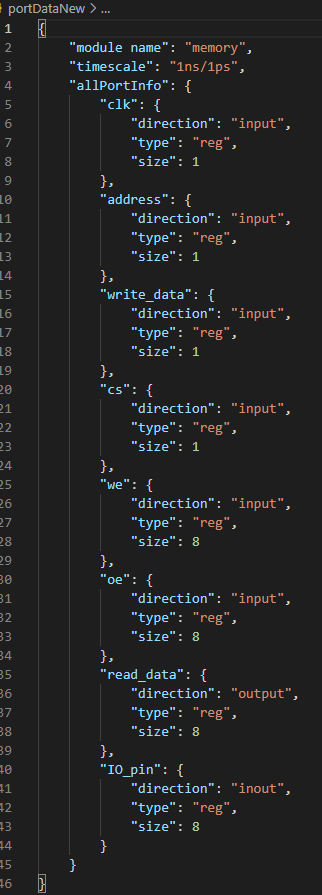 portDataNew > ...
1 {
2     "module name": "memory",
3     "timescale": "1ns/1ps",
4     "allPortInfo": {
5         "clk": {
6             "direction": "input",
7             "type": "reg",
8             "size": 1
9         },
10         "address": {
11             "direction": "input",
12             "type": "reg",
13             "size": 1
14         },
15         "write_data": {
16             "direction": "input",
17             "type": "reg",
18             "size": 1
19         },
20         "cs": {
21             "direction": "input",
22             "type": "reg",
23             "size": 1
24         },
25         "we": {
26             "direction": "input",
27             "type": "reg",
28             "size": 8
29         },
30         "oe": {
31             "direction": "input",
32             "type": "reg",
33             "size": 8
34         },
35         "read_data": {
36             "direction": "output",
37             "type": "reg",
38             "size": 8
39         },
40         "IO_pin": {
41             "direction": "inout",
42             "type": "reg",
43             "size": 8
44         }
45     }
46 }